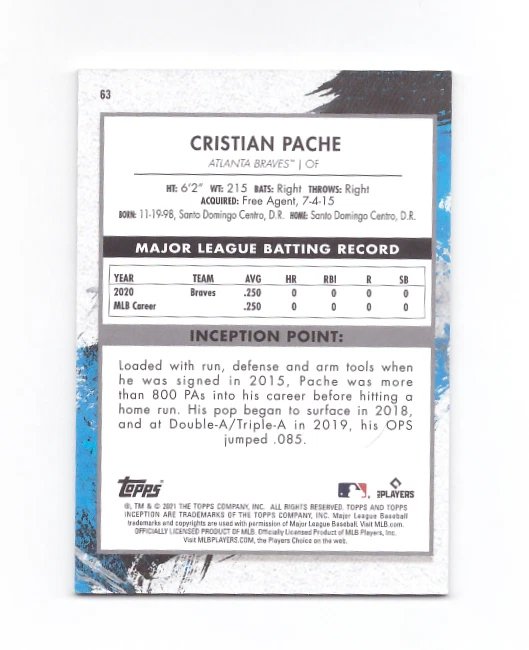 63
CRISTIAN PACHE
ATLANTA BRAVES™ | OF
HT: 6'2" WT: 215 BATS: Right THROWS: Right
ACQUIRED: Free Agent, 7-4-15
BORN: 11-19-98, Santo Domingo Centro, D.R. HOME: Santo Domingo Centro, D.R.
MAJOR LEAGUE BATTING RECORD
YEAR TEAM AVG HR RBI R SB
2020 Braves .250 0 0 0 0
MLB Career .250 0 0 0 0
INCEPTION POINT:
Loaded with run, defense and arm tools when
he was signed in 2015, Pache was more
than 800 PAs into his career before hitting a
home run. His pop began to surface in 2018,
and at Double-A/Triple-A in 2019, his OPS
jumped .085.
TOPPS® PLAYERS
®, TM & © 2021 THE TOPPS COMPANY, INC. ALL RIGHTS RESERVED. TOPPS AND TOPPS
INCEPTION ARE TRADEMARKS OF THE TOPPS COMPANY, INC. Major League Baseball
trademarks and copyrights are used with permission of Major League Baseball. Visit MLB.com.
OFFICIALLY LICENSED PRODUCT OF MLB Players, Inc.
Visit MLBPLAYERS.COM, the Players Choice on the web.